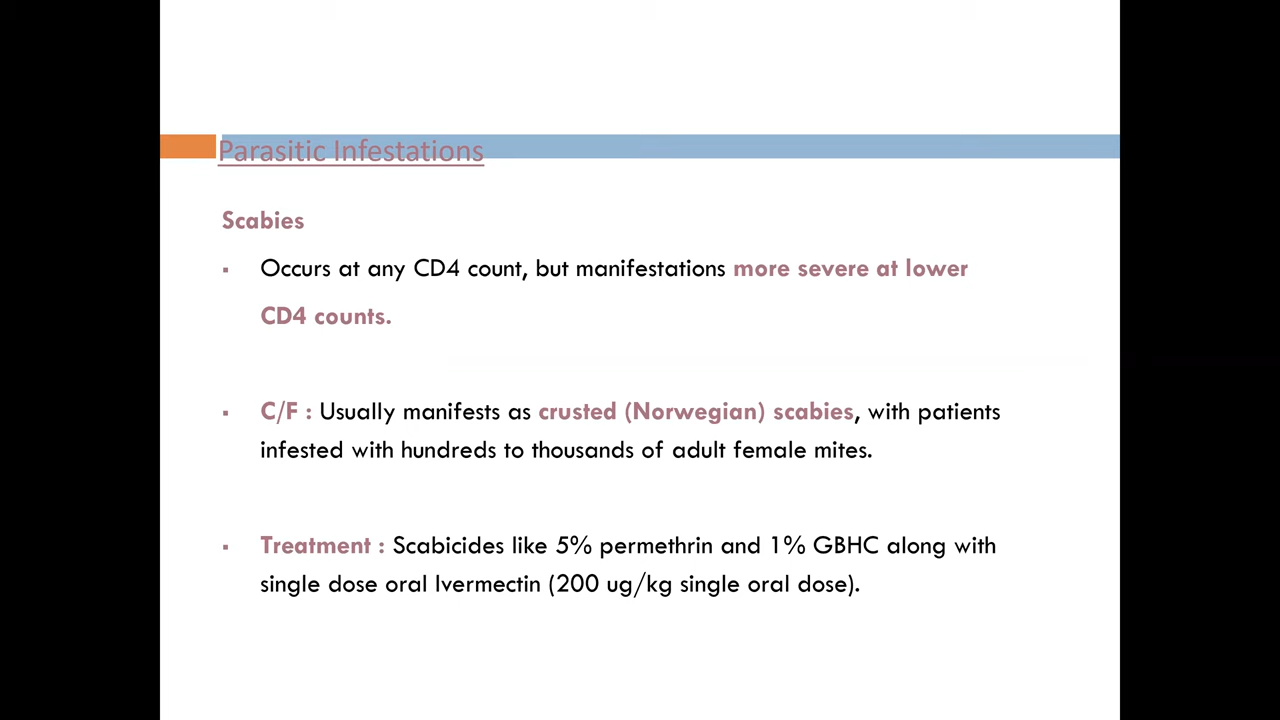 Parasitic Infestations
Scabies
▪ Occurs at any CD4 count, but manifestations more severe at lower
CD4 counts.
▪ C/F : Usually manifests as crusted (Norwegian) scabies, with patients
infested with hundreds to thousands of adult female mites.
▪ Treatment : Scabicides like 5% permethrin and 1% GBHC along with
single dose oral Ivermectin (200 ug/kg single oral dose).